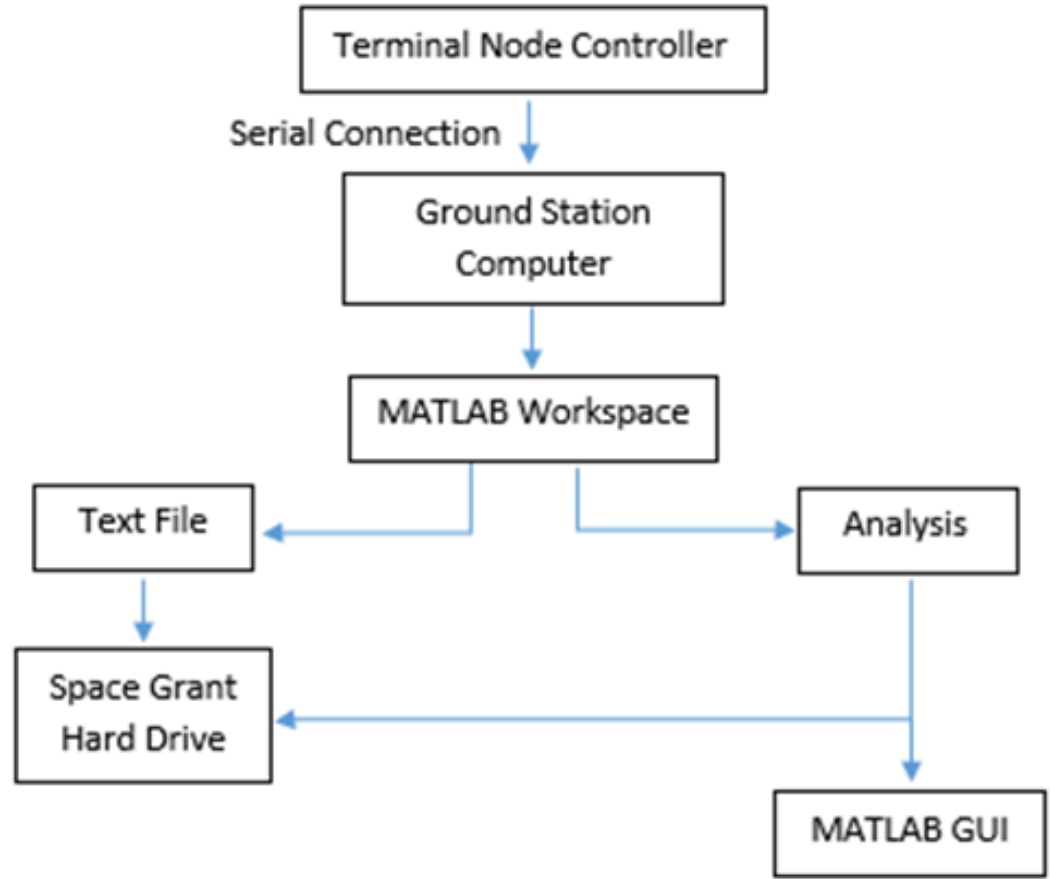 Terminal Node Controller
Serial Connection
Ground Station
Computer
MATLAB Workspace
Text File
Analysis
Space Grant
Hard Drive
MATLAB GUI